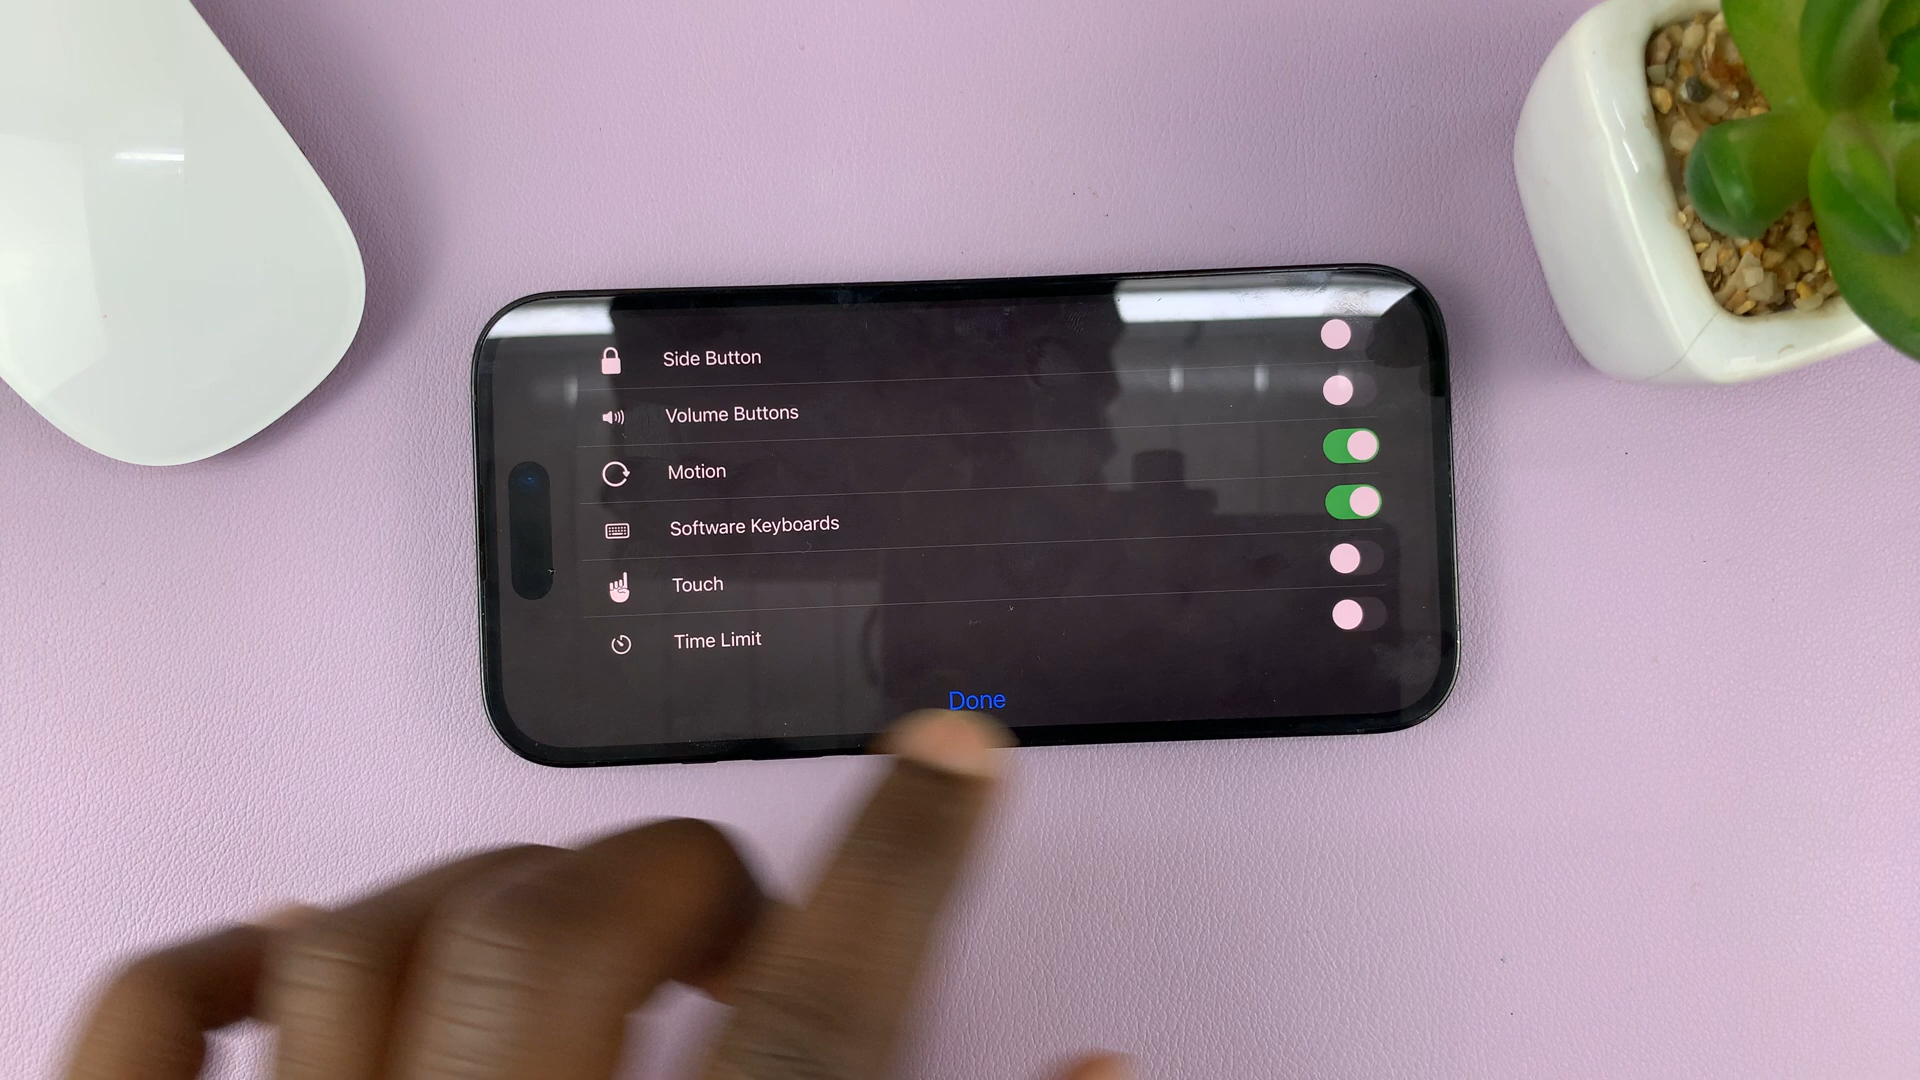 Side Button
Volume Buttons
Motion
Software Keyboards
Touch
Time Limit
Done